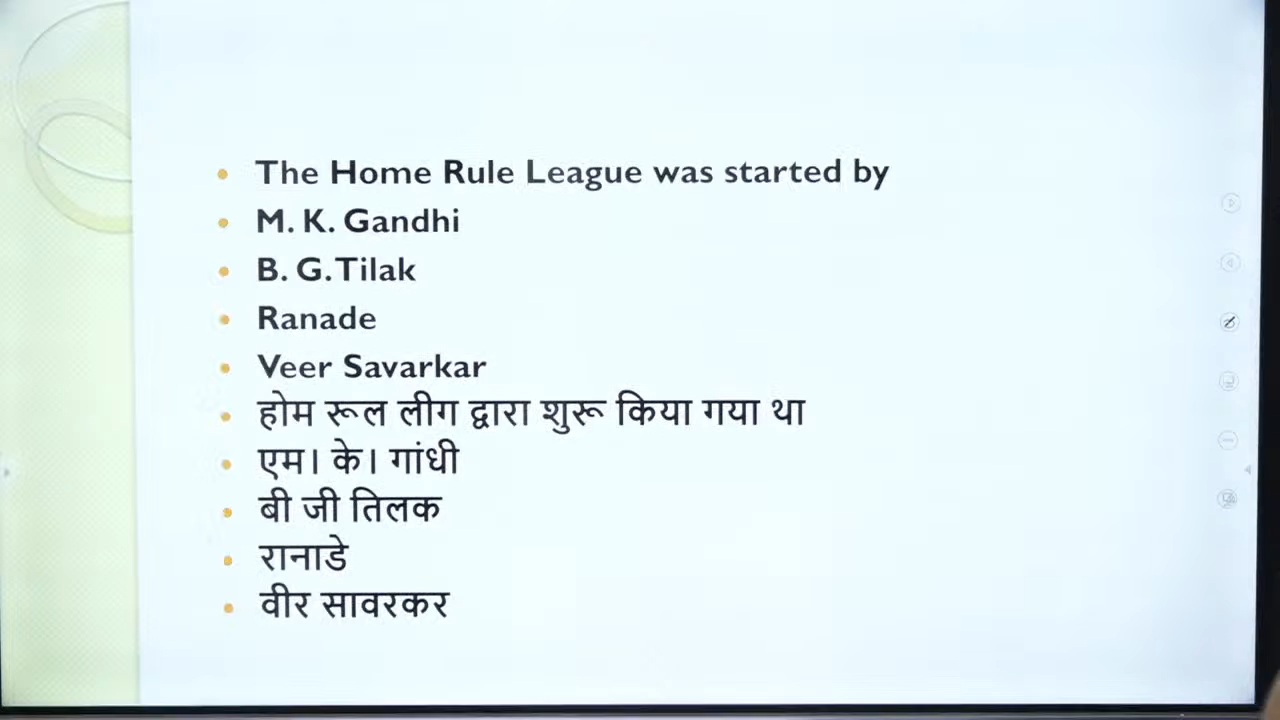 The Home Rule League was started by
M. K. Gandhi
B. G. Tilak
Ranade
Veer Savarkar
होम रूल लीग द्वारा शुरू किया गया था
एम। के। गांधी
बी जी तिलक
रानाडे
वीर सावरकर